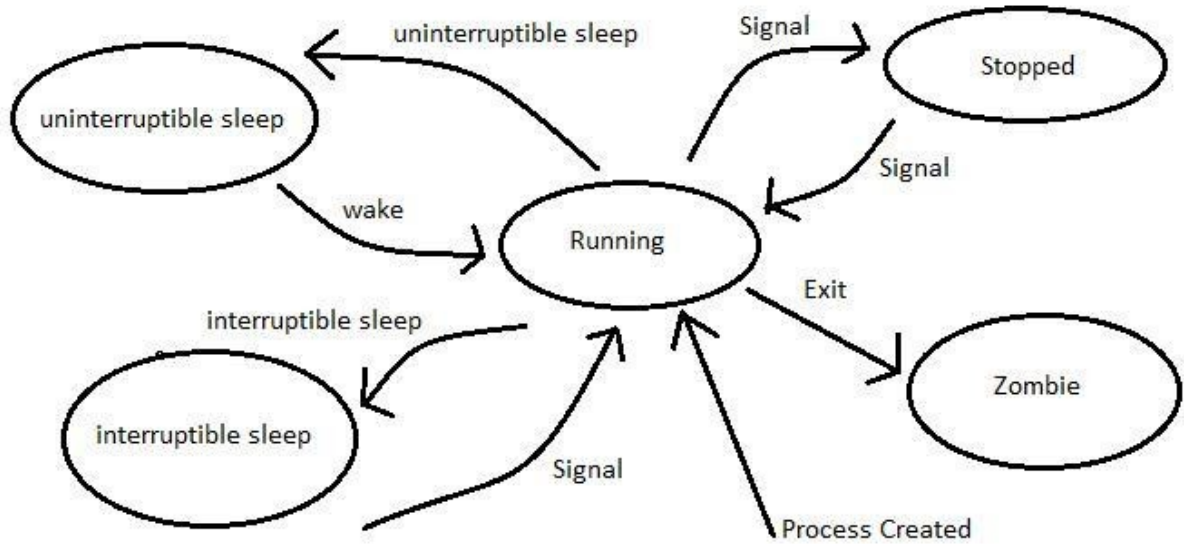 uninterruptible sleep
Signal
Stopped
uninterruptible sleep
Signal
wake
Running
Exit
interruptible sleep
Zombie
interruptible sleep
Signal
Process Created